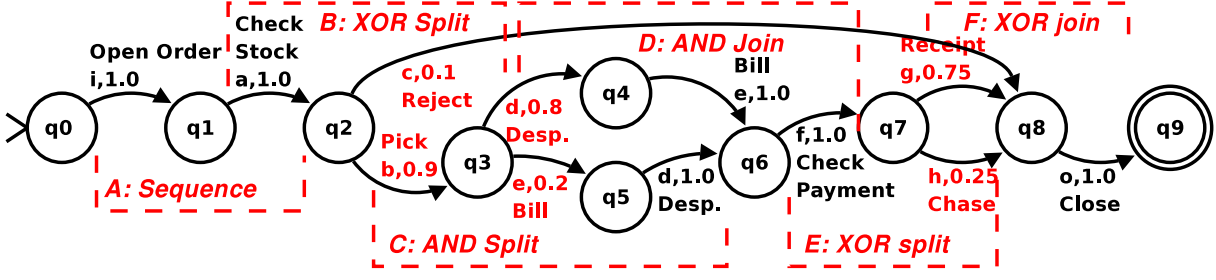 Check
Stock
a,1.0
B: XOR Split
F: XOR join
Open Order
i,1.0
D: AND Join
Receipt
g,0.75
c,0.1
Reject
Bill
e,1.0
q0
q1
q2
Pick
b,0.9
q3
d,0.8
Desp.
q4
e,0.2
Bill
q5
d,1.0
Desp.
q6
f,1.0
Check
Payment
q7
q8
q9
h,0.25
Chase
o,1.0
Close
A: Sequence
C: AND Split
E: XOR split